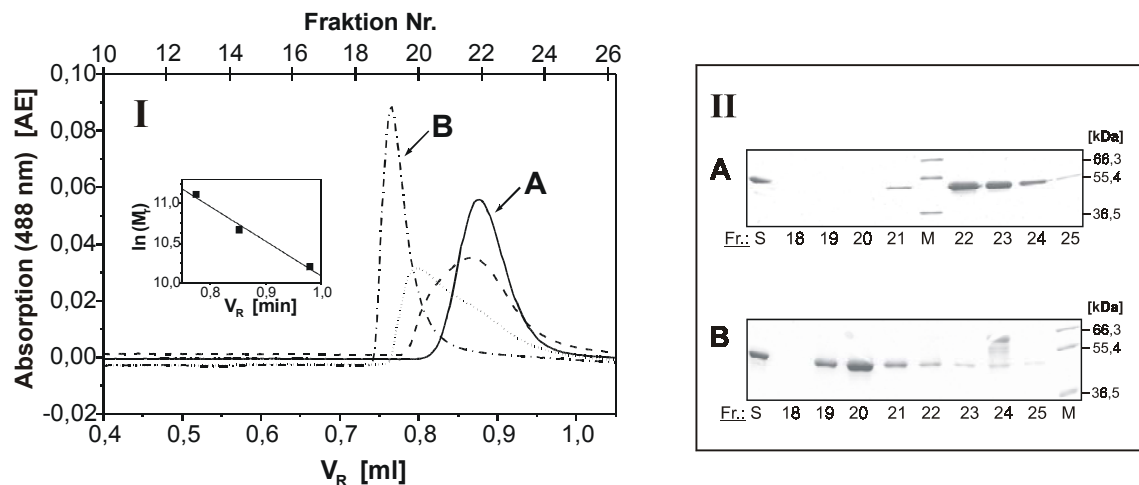 Fraktion Nr.
10 12 14 16 18 20 22 24 26
Absorption (488 nm) [AE]
0,10
0,08
0,06
0,04
0,02
0,00
-0,02
I
B
A
ln (Mr)
11,0
10,5
10,0
0,8 0,9 1,0
VR [min]
0,4 0,5 0,6 0,7 0,8 0,9 1,0
VR [ml]
II
[kDa]
A
66,3
55,4
36,5
Fr.: S 18 19 20 21 M 22 23 24 25
[kDa]
B
66,3
55,4
36,5
Fr.: S 18 19 20 21 22 23 24 25 M